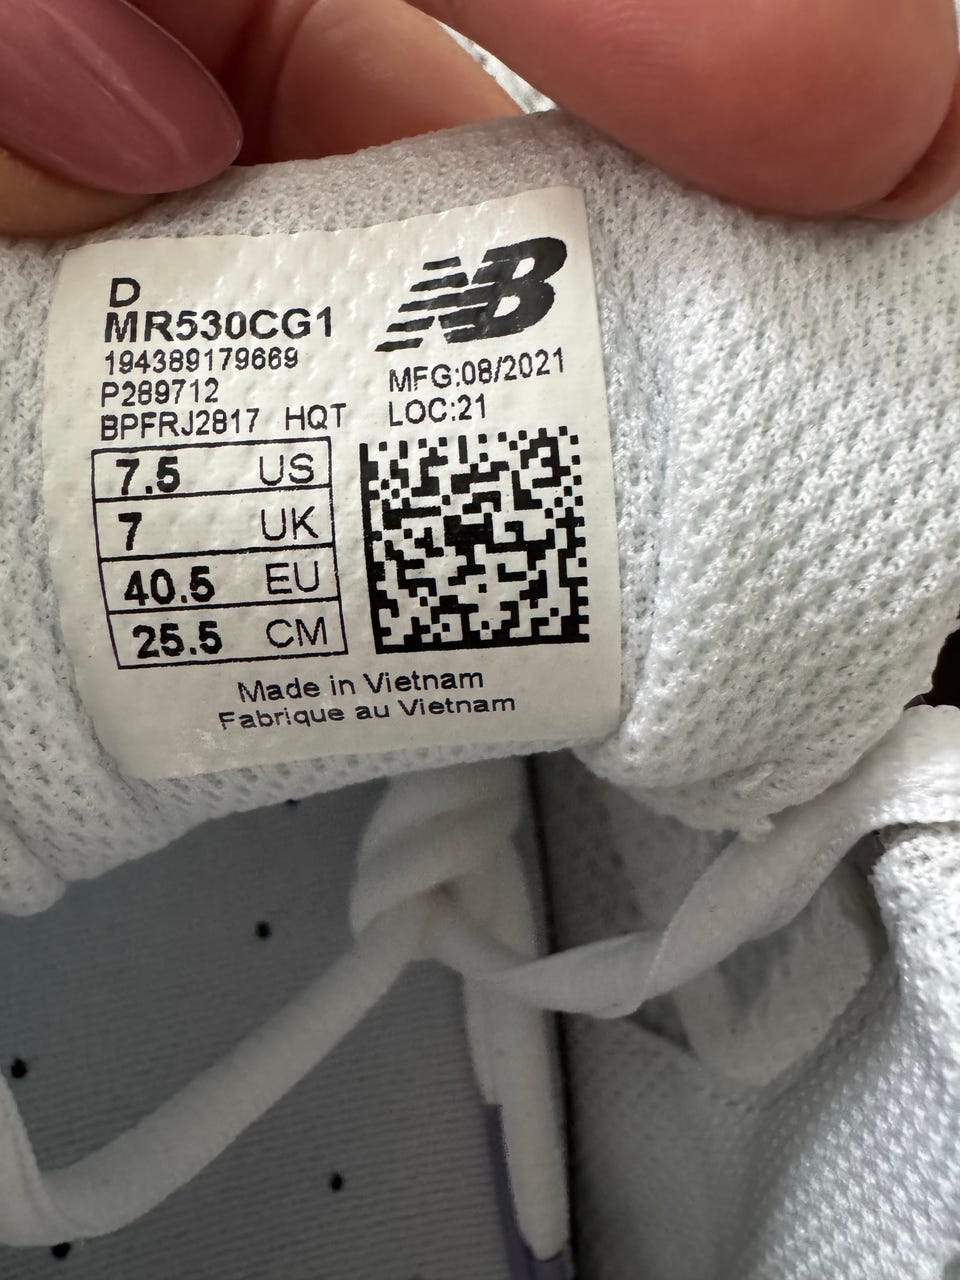 D
MR530CG1
194389179669
P289712
BPFRJ2817 HQT
NB
MFG:08/2021
LOC:21
7.5 US
7 UK
40.5 EU
25.5 CM
Made in Vietnam
Fabrique au Vietnam